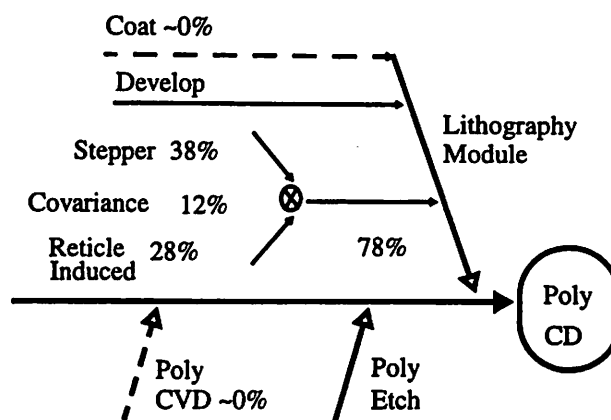 Coat ~0%
Develop
Lithography
Module
Stepper 38%
Covariance 12%
Reticle
Induced 28%
78%
Poly
CD
Poly
CVD ~0%
Poly
Etch